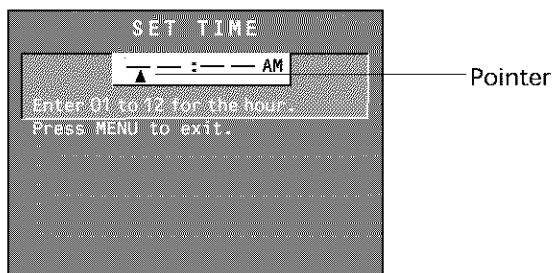 SET TIME
— — : — — AM
Pointer
Enter 01 to 12 for the hour.
Press MENU to exit.